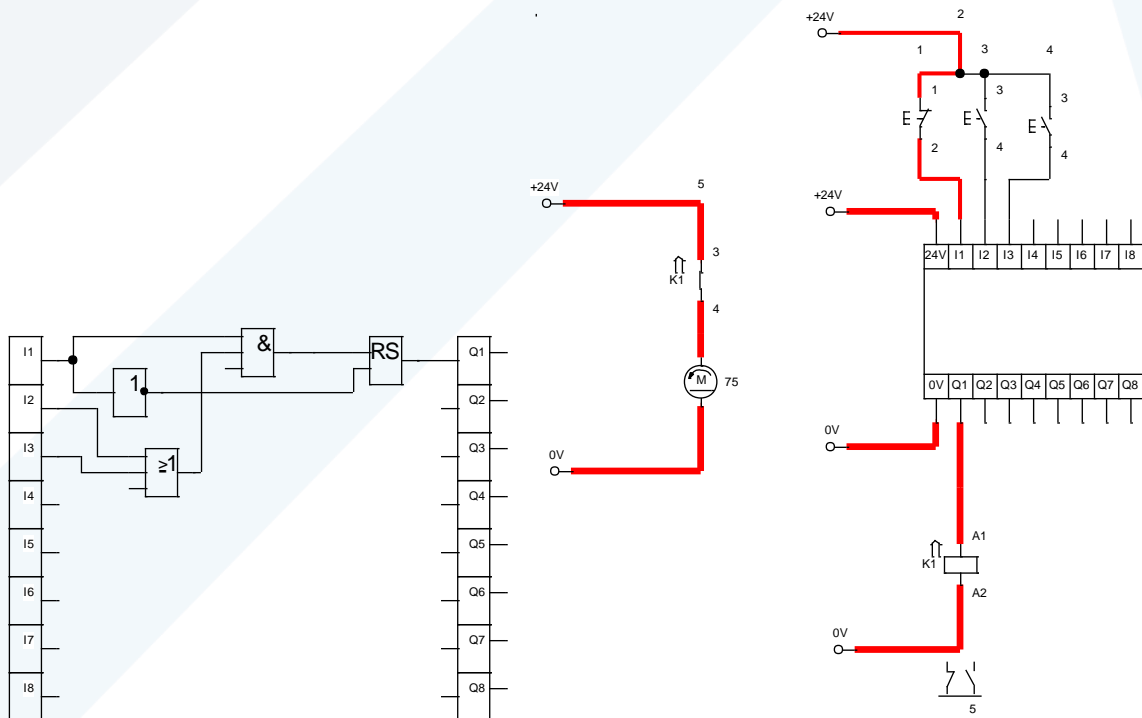 I1
I2
I3
I4
I5
I6
I7
I8
1
≥1
&
RS
Q1
Q2
Q3
Q4
Q5
Q6
Q7
Q8
+24V
5
3
K1
4
M
75
0V
+24V
2
1
3
4
1
3
3
E
E
E
2
4
4
+24V
24V I1 I2 I3 I4 I5 I6 I7 I8
0V Q1 Q2 Q3 Q4 Q5 Q6 Q7 Q8
0V
A1
K1
A2
0V
5